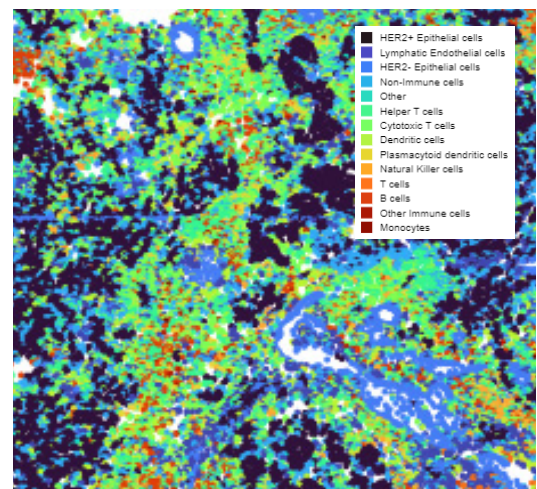 HER2+ Epithelial cells
Lymphatic Endothelial cells
HER2- Epithelial cells
Non-Immune cells
Other
Helper T cells
Cytotoxic T cells
Dendritic cells
Plasmacytoid dendritic cells
Natural Killer cells
T cells
B cells
Other Immune cells
Monocytes